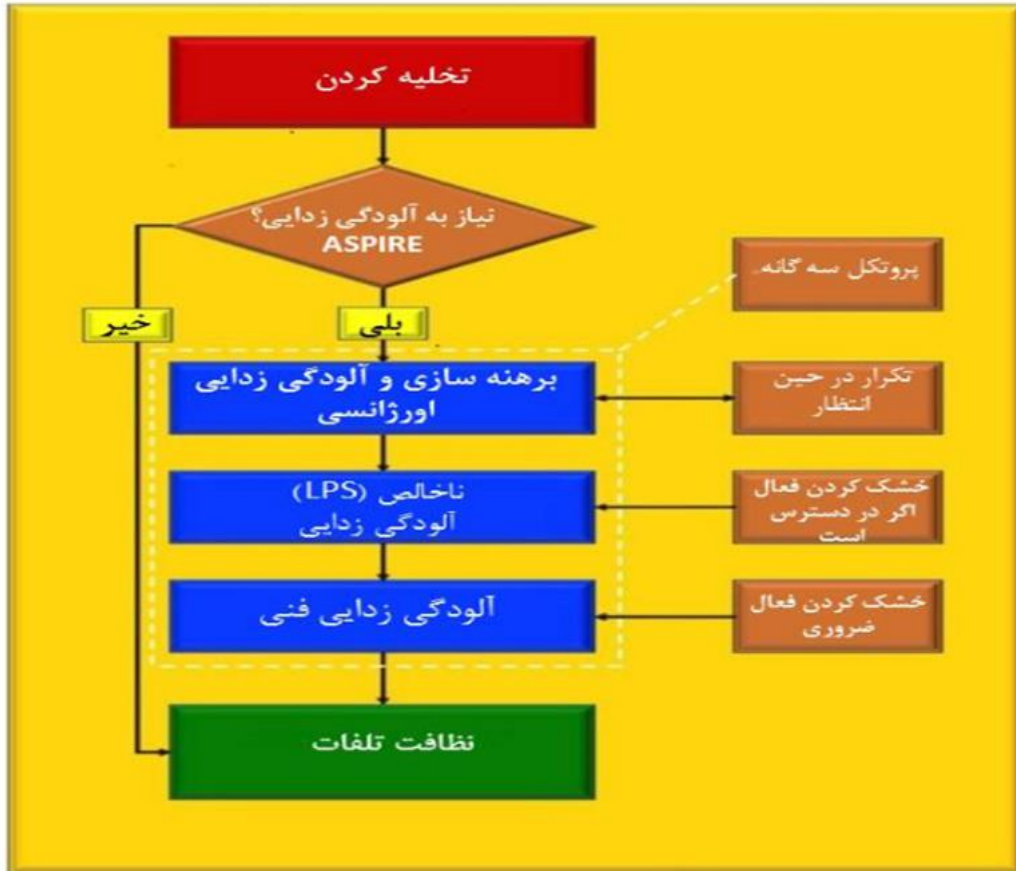 تخلیه کردن
نیاز به آلودگی زدایی؟
ASPIRE
پروتکل سه گانه
خیر
بلی
برهنه سازی و آلودگی زدایی
اورژانسی
تکرار در حین
انتظار
ناخالص (LPS)
آلودگی زدایی
خشک کردن فعال
اگر در دسترس
است
آلودگی زدایی فنی
خشک کردن فعال
ضروری
نظافت تلفات